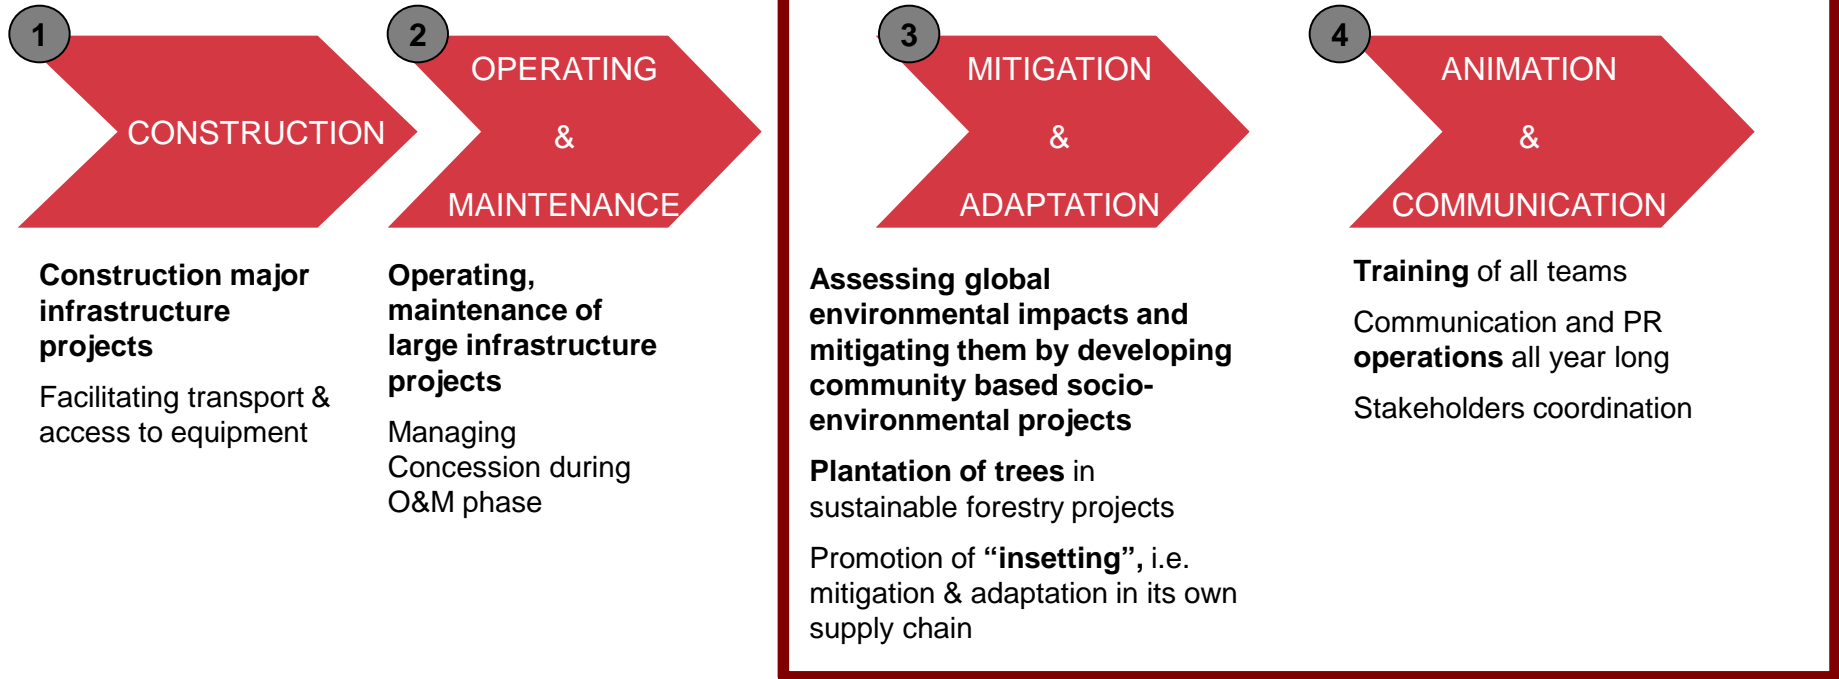 1
CONSTRUCTION
Construction major
infrastructure
projects
Facilitating transport &
access to equipment
2
OPERATING
&
MAINTENANCE
Operating,
maintenance of
large infrastructure
projects
Managing
Concession during
O&M phase
3
MITIGATION
&
ADAPTATION
Assessing global
environmental impacts and
mitigating them by developing
community based socio-
environmental projects
Plantation of trees in
sustainable forestry projects
Promotion of “insetting”, i.e.
mitigation & adaptation in its own
supply chain
4
ANIMATION
&
COMMUNICATION
Training of all teams
Communication and PR
operations all year long
Stakeholders coordination